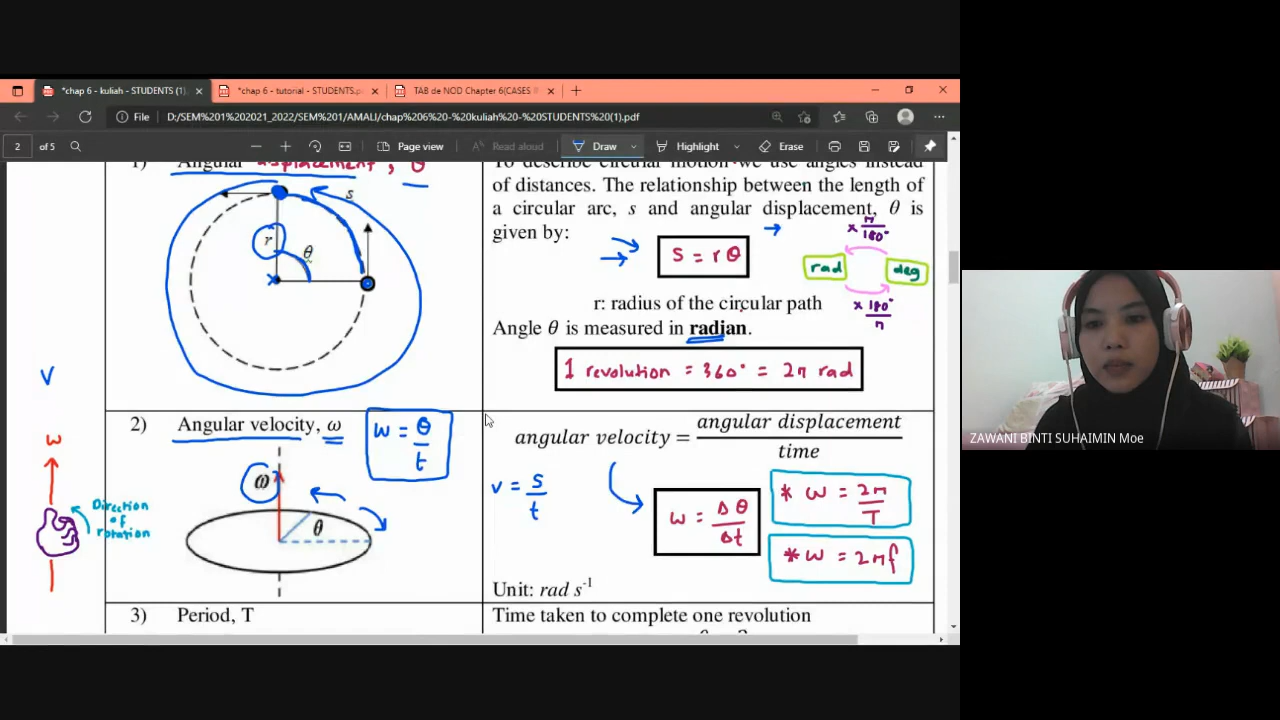 *chap 6 - kuliah - STUDENTS (1).
*chap 6 - tutorial - STUDENTS.p
TAB de NOD Chapter 6(CASES
File
D:/SEM%201%202021_2022/SEM%201/AMALI/chap%206%20-%20kuliah%20-%20STUDENTS%20(1).pdf
2 of 5
Page view
Read aloud
Draw
Highlight
Erase
1) Angular displacement, θ
s
r
θ
To describe circular motion we use angles instead
of distances. The relationship between the length of
a circular arc, s and angular displacement, θ is
given by:
s = rθ
× π/180°
rad
deg
× 180°/π
r: radius of the circular path
Angle θ is measured in radian.
1 revolution = 360° = 2π rad
V
ω
Direction
of
rotation
2) Angular velocity, ω
ω = θ/t
ω
θ
angular velocity = angular displacement/time
v = s/t
ω = Δθ/Δt
* ω = 2π/T
* ω = 2πf
Unit: rad s⁻¹
3) Period, T
Time taken to complete one revolution
ZAWANI BINTI SUHAIMIN Moe